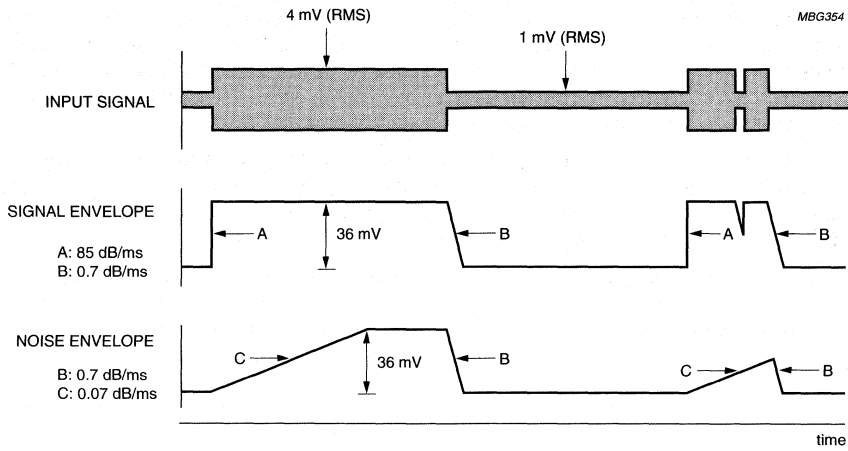 4 mV (RMS)
MBG354
1 mV (RMS)
INPUT SIGNAL
SIGNAL ENVELOPE
A: 85 dB/ms
B: 0.7 dB/ms
A
36 mV
B
A
B
NOISE ENVELOPE
B: 0.7 dB/ms
C: 0.07 dB/ms
C
36 mV
B
C
B
time